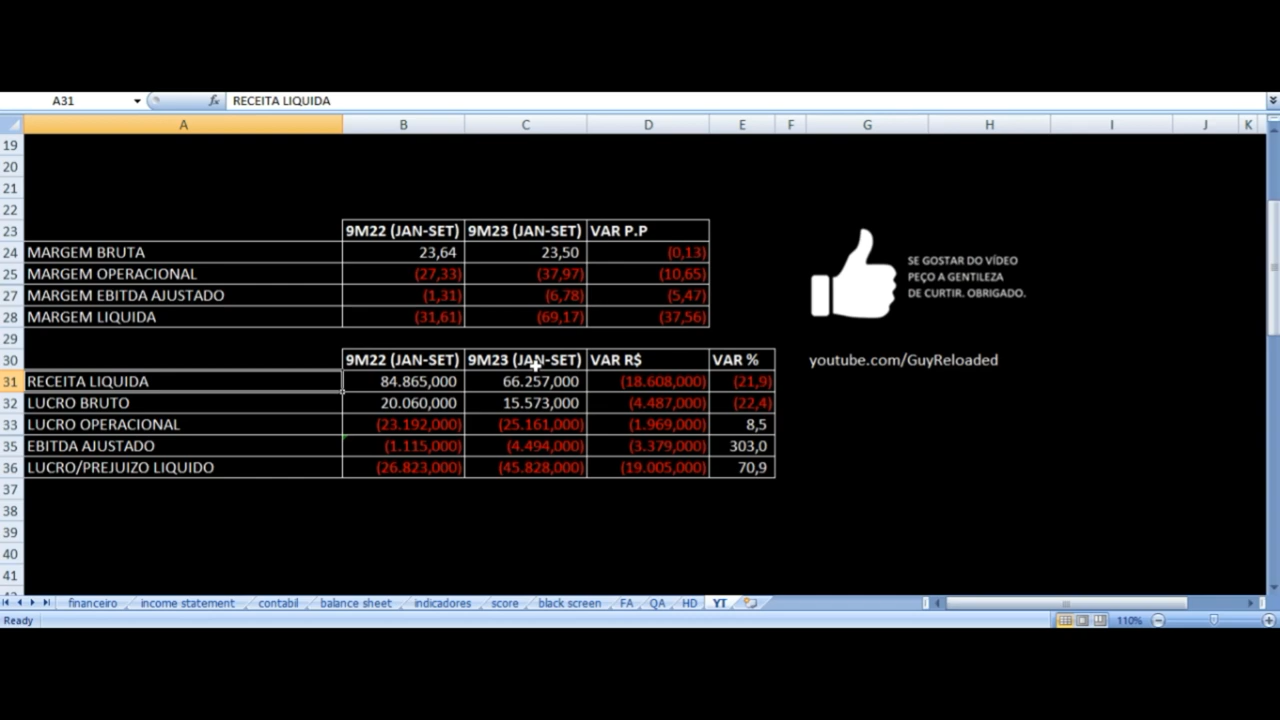 A31 fx RECEITA LIQUIDA
A B C D E F G H I J K
19
20
21
22
23 9M22 (JAN-SET) 9M23 (JAN-SET) VAR P.P
24 MARGEM BRUTA 23,64 23,50 (0,13)
25 MARGEM OPERACIONAL (27,33) (37,97) (10,65)
27 MARGEM EBITDA AJUSTADO (1,31) (6,78) (5,47)
28 MARGEM LIQUIDA (31,61) (69,17) (37,56)
SE GOSTAR DO VÍDEO
PEÇO A GENTILEZA
DE CURTIR. OBRIGADO.
29
30 9M22 (JAN-SET) 9M23 (JAN-SET) VAR R$ VAR % youtube.com/GuyReloaded
31 RECEITA LIQUIDA 84.865,000 66.257,000 (18.608,000) (21,9)
32 LUCRO BRUTO 20.060,000 15.573,000 (4.487,000) (22,4)
33 LUCRO OPERACIONAL (23.192,000) (25.161,000) (1.969,000) 8,5
35 EBITDA AJUSTADO (1.115,000) (4.494,000) (3.379,000) 303,0
36 LUCRO/PREJUIZO LIQUIDO (26.823,000) (45.828,000) (19.005,000) 70,9
37
38
39
40
41
financeiro income statement contabil balance sheet indicadores score black screen FA QA HD YT
Ready 110%